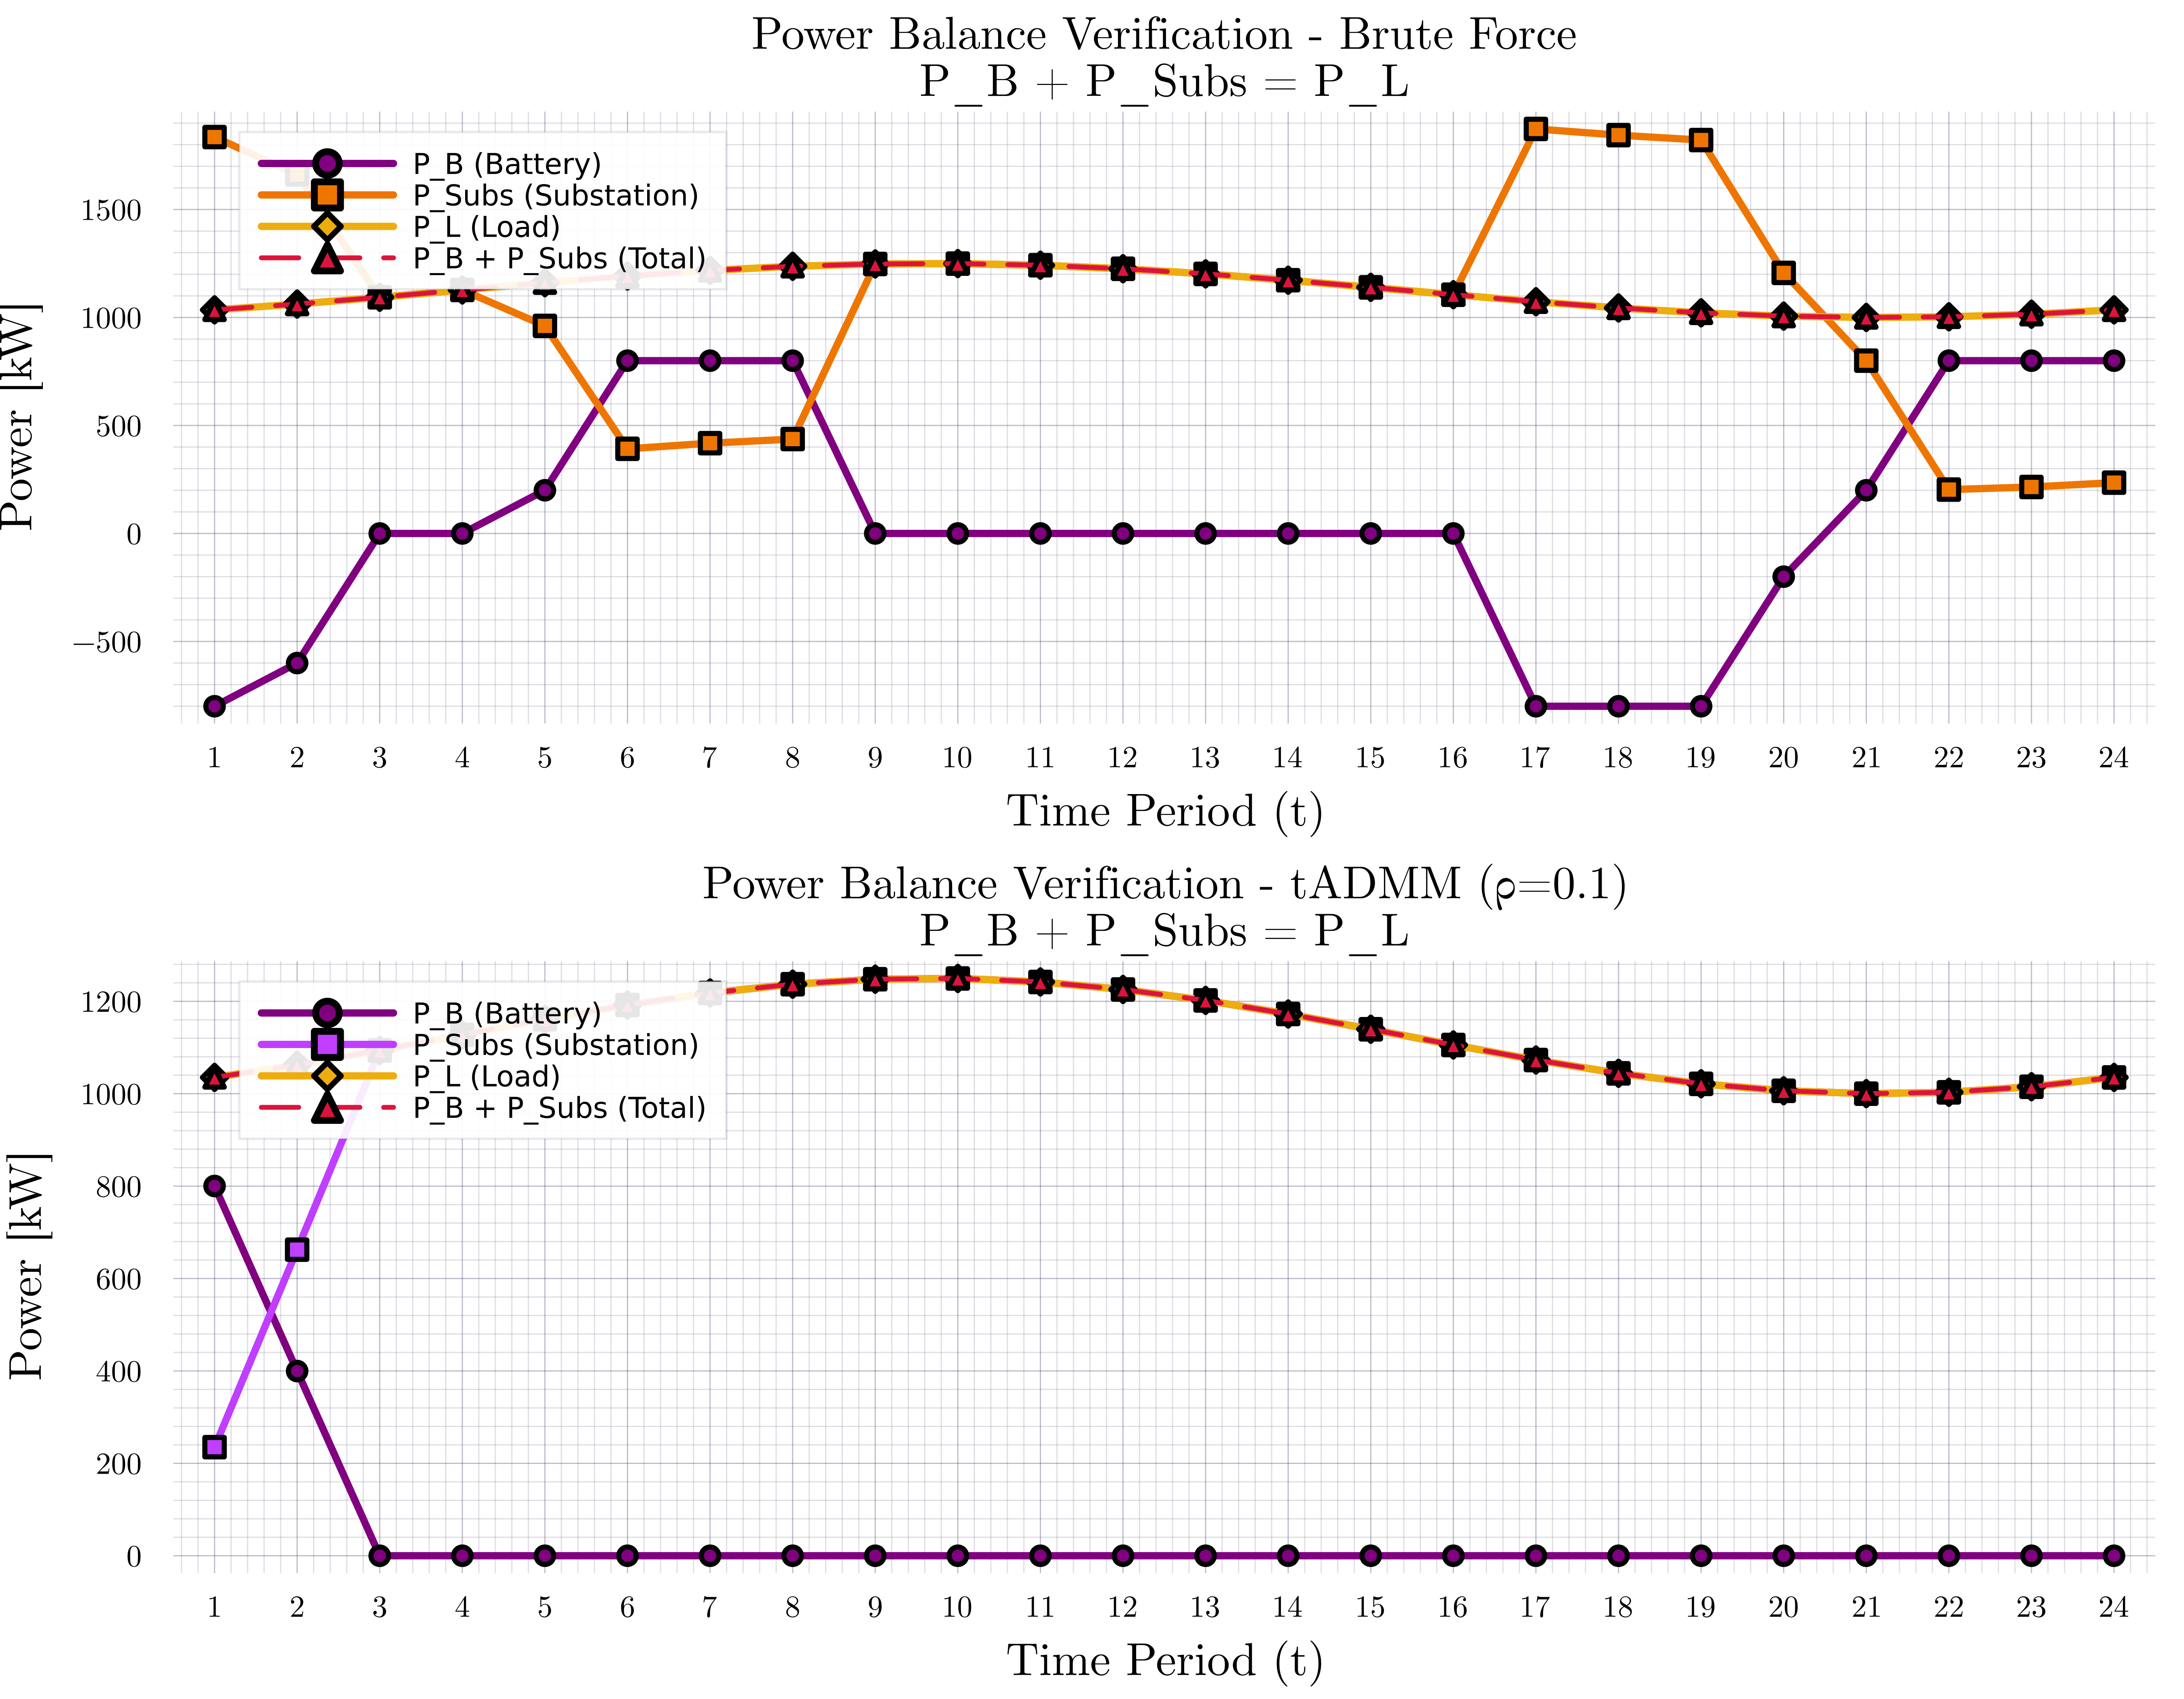 Power Balance Verification - Brute Force
P_B + P_Subs = P_L
P_B (Battery)
P_Subs (Substation)
P_L (Load)
P_B + P_Subs (Total)
Power [kW]
1500
1000
500
0
−500
1 2 3 4 5 6 7 8 9 10 11 12 13 14 15 16 17 18 19 20 21 22 23 24
Time Period (t)
Power Balance Verification - tADMM (ρ=0.1)
P_B + P_Subs = P_L
P_B (Battery)
P_Subs (Substation)
P_L (Load)
P_B + P_Subs (Total)
Power [kW]
1200
1000
800
600
400
200
0
1 2 3 4 5 6 7 8 9 10 11 12 13 14 15 16 17 18 19 20 21 22 23 24
Time Period (t)